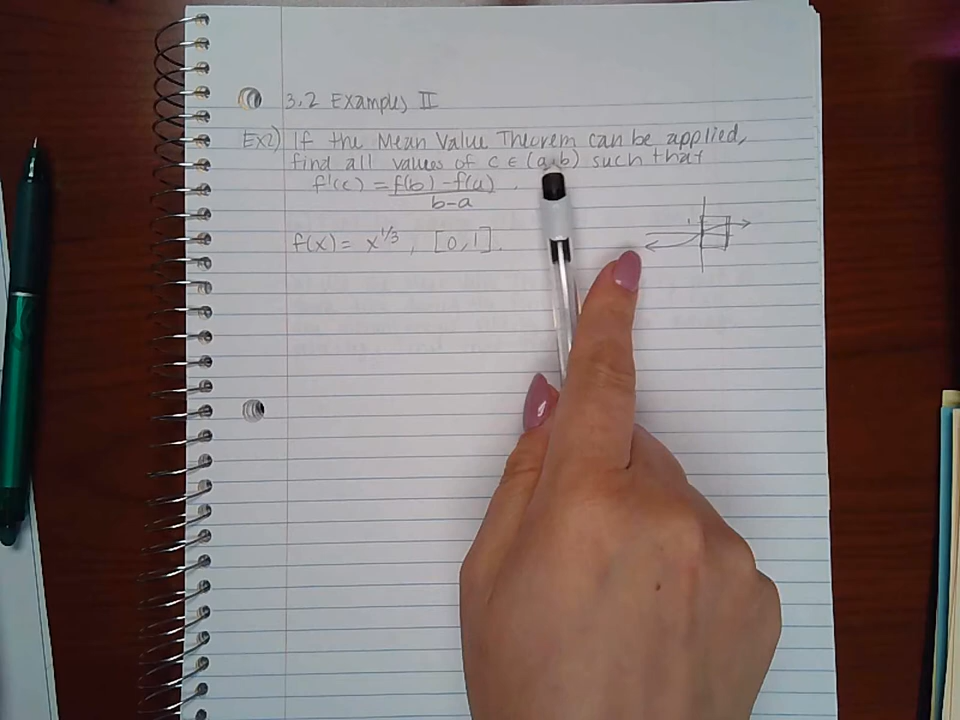 3.2 Examples II
Ex2) If the Mean Value Theorem can be applied,
find all values of c ∈ (a,b) such that
f'(c) = f(b) - f(a) / b-a .
f(x) = x^1/3 , [0,1].